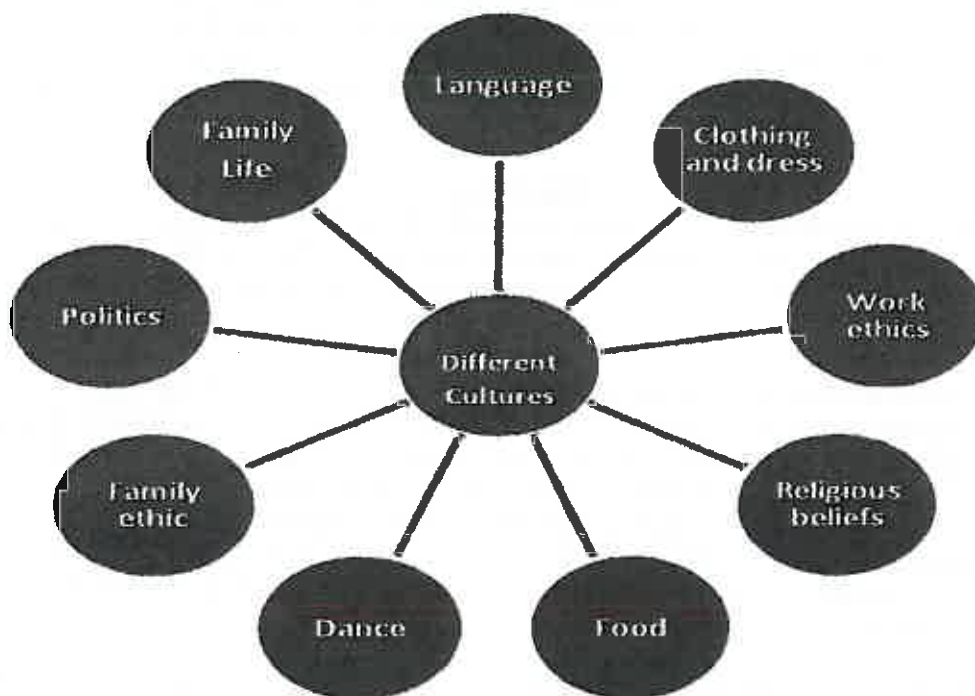 Language
Clothing
and dress
Work
ethics
Religious
beliefs
Food
Dance
Family
ethic
Politics
Family
Life
Different
Cultures